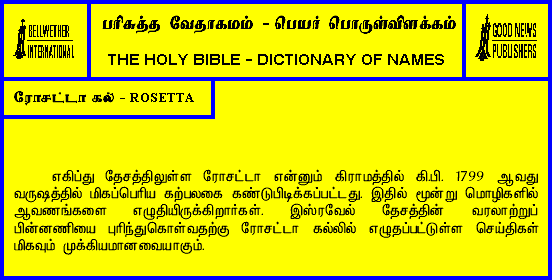 BELLWETHER
INTERNATIONAL
பரிசுத்த வேதாகமம் - பெயர் பொருள்விளக்கம்
THE HOLY BIBLE - DICTIONARY OF NAMES
GOOD NEWS
PUBLISHERS
ரோசட்டா கல் - ROSETTA
எகிப்து தேசத்திலுள்ள ரோசட்டா என்னும் கிராமத்தில் கி.பி. 1799 ஆவது
வருஷத்தில் மிகப்பெரிய கற்பலகை கண்டுபிடிக்கப்பட்டது. இதில் மூன்று மொழிகளில்
ஆவணங்களை எழுதியிருக்கிறார்கள். இஸ்ரவேல் தேசத்தின் வரலாற்றுப்
பின்னணியை புரிந்துகொள்வதற்கு ரோசட்டா கல்லில் எழுதப்பட்டுள்ள செய்திகள்
மிகவும் முக்கியமானவையாகும்.